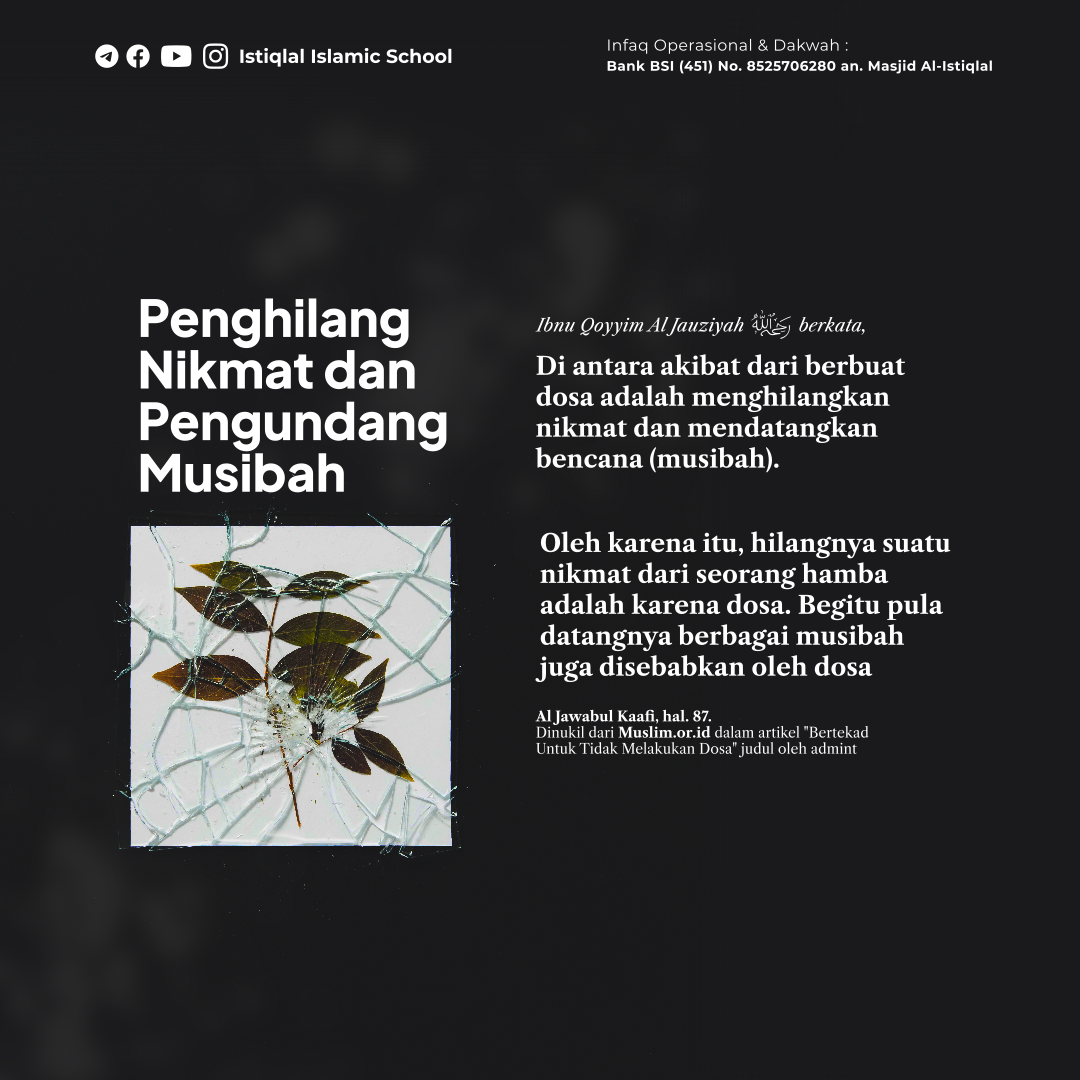 Istiqlal Islamic School
Infaq Operasional & Dakwah :
Bank BSI (451) No. 8525706280 an. Masjid Al-Istiqlal
Penghilang
Nikmat dan
Pengundang
Musibah
Ibnu Qoyyim Al Jauziyah رحمه الله berkata,
Di antara akibat dari berbuat
dosa adalah menghilangkan
nikmat dan mendatangkan
bencana (musibah).
Oleh karena itu, hilangnya suatu
nikmat dari seorang hamba
adalah karena dosa. Begitu pula
datangnya berbagai musibah
juga disebabkan oleh dosa
Al Jawabul Kaafi, hal. 87.
Dinukil dari Muslim.or.id dalam artikel "Bertekad
Untuk Tidak Melakukan Dosa" judul oleh admint